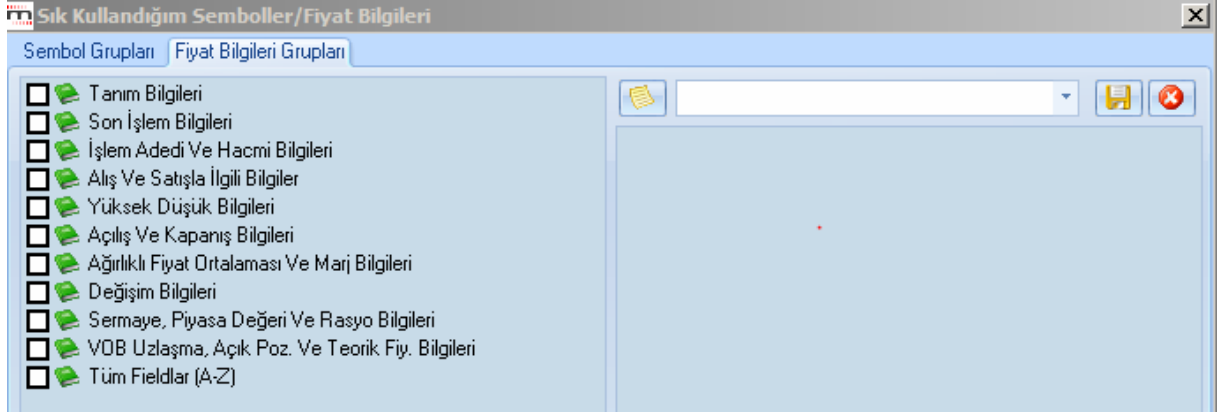 Sık Kullandığım Semboller/Fiyat Bilgileri
Sembol Grupları Fiyat Bilgileri Grupları
Tanım Bilgileri
Son İşlem Bilgileri
İşlem Adedi Ve Hacmi Bilgileri
Alış Ve Satışla İlgili Bilgiler
Yüksek Düşük Bilgileri
Açılış Ve Kapanış Bilgileri
Ağırlıklı Fiyat Ortalaması Ve Marj Bilgileri
Değişim Bilgileri
Sermaye, Piyasa Değeri Ve Rasyo Bilgileri
VOB Uzlaşma, Açık Poz. Ve Teorik Fiy. Bilgileri
Tüm Fieldlar (A-Z)